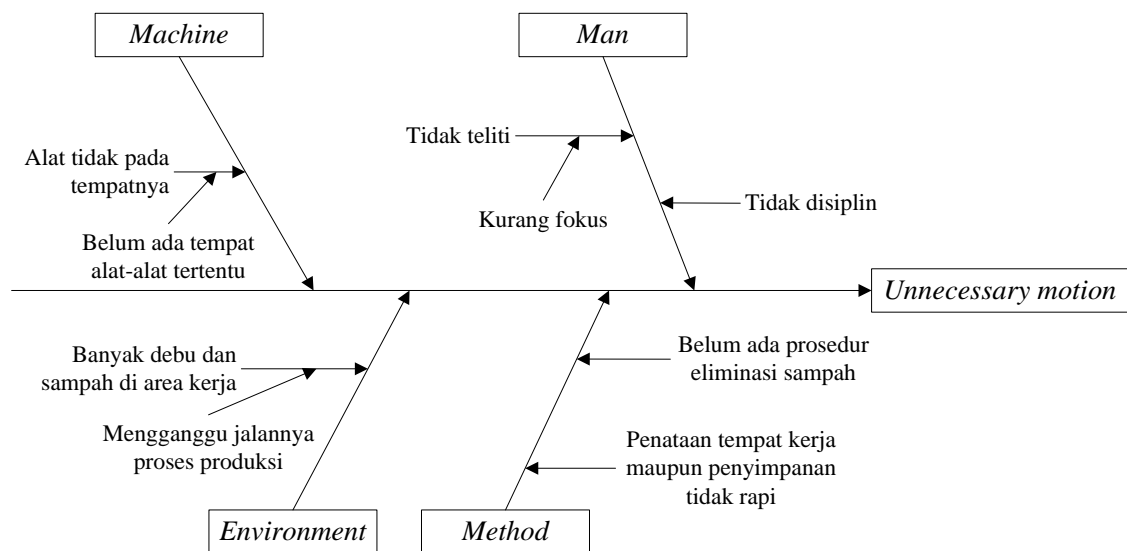 Machine
Man
Tidak teliti
Alat tidak pada
tempatnya
Kurang fokus
Tidak disiplin
Belum ada tempat
alat-alat tertentu
Unnecessary motion
Banyak debu dan
sampah di area kerja
Belum ada prosedur
eliminasi sampah
Mengganggu jalannya
proses produksi
Penataan tempat kerja
maupun penyimpanan
tidak rapi
Environment
Method